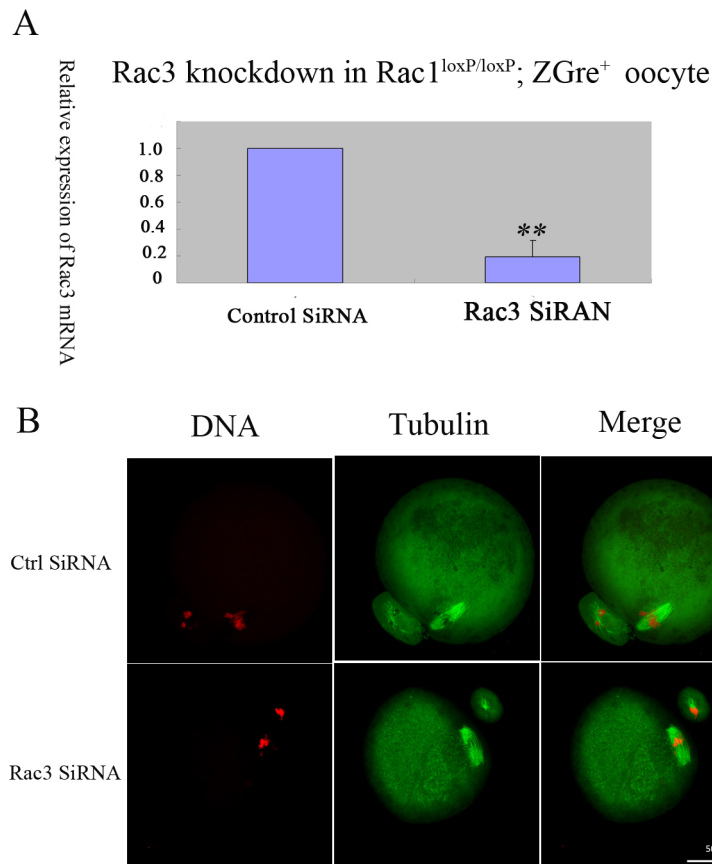 A
Rac3 knockdown in Rac1loxP/loxP; ZGre+ oocyte
Relative expression of Rac3 mRNA
1.0
0.8
0.6
0.4
0.2
0
**
Control SiRNA
Rac3 SiRAN
B
DNA
Tubulin
Merge
Ctrl SiRNA
Rac3 SiRNA
50